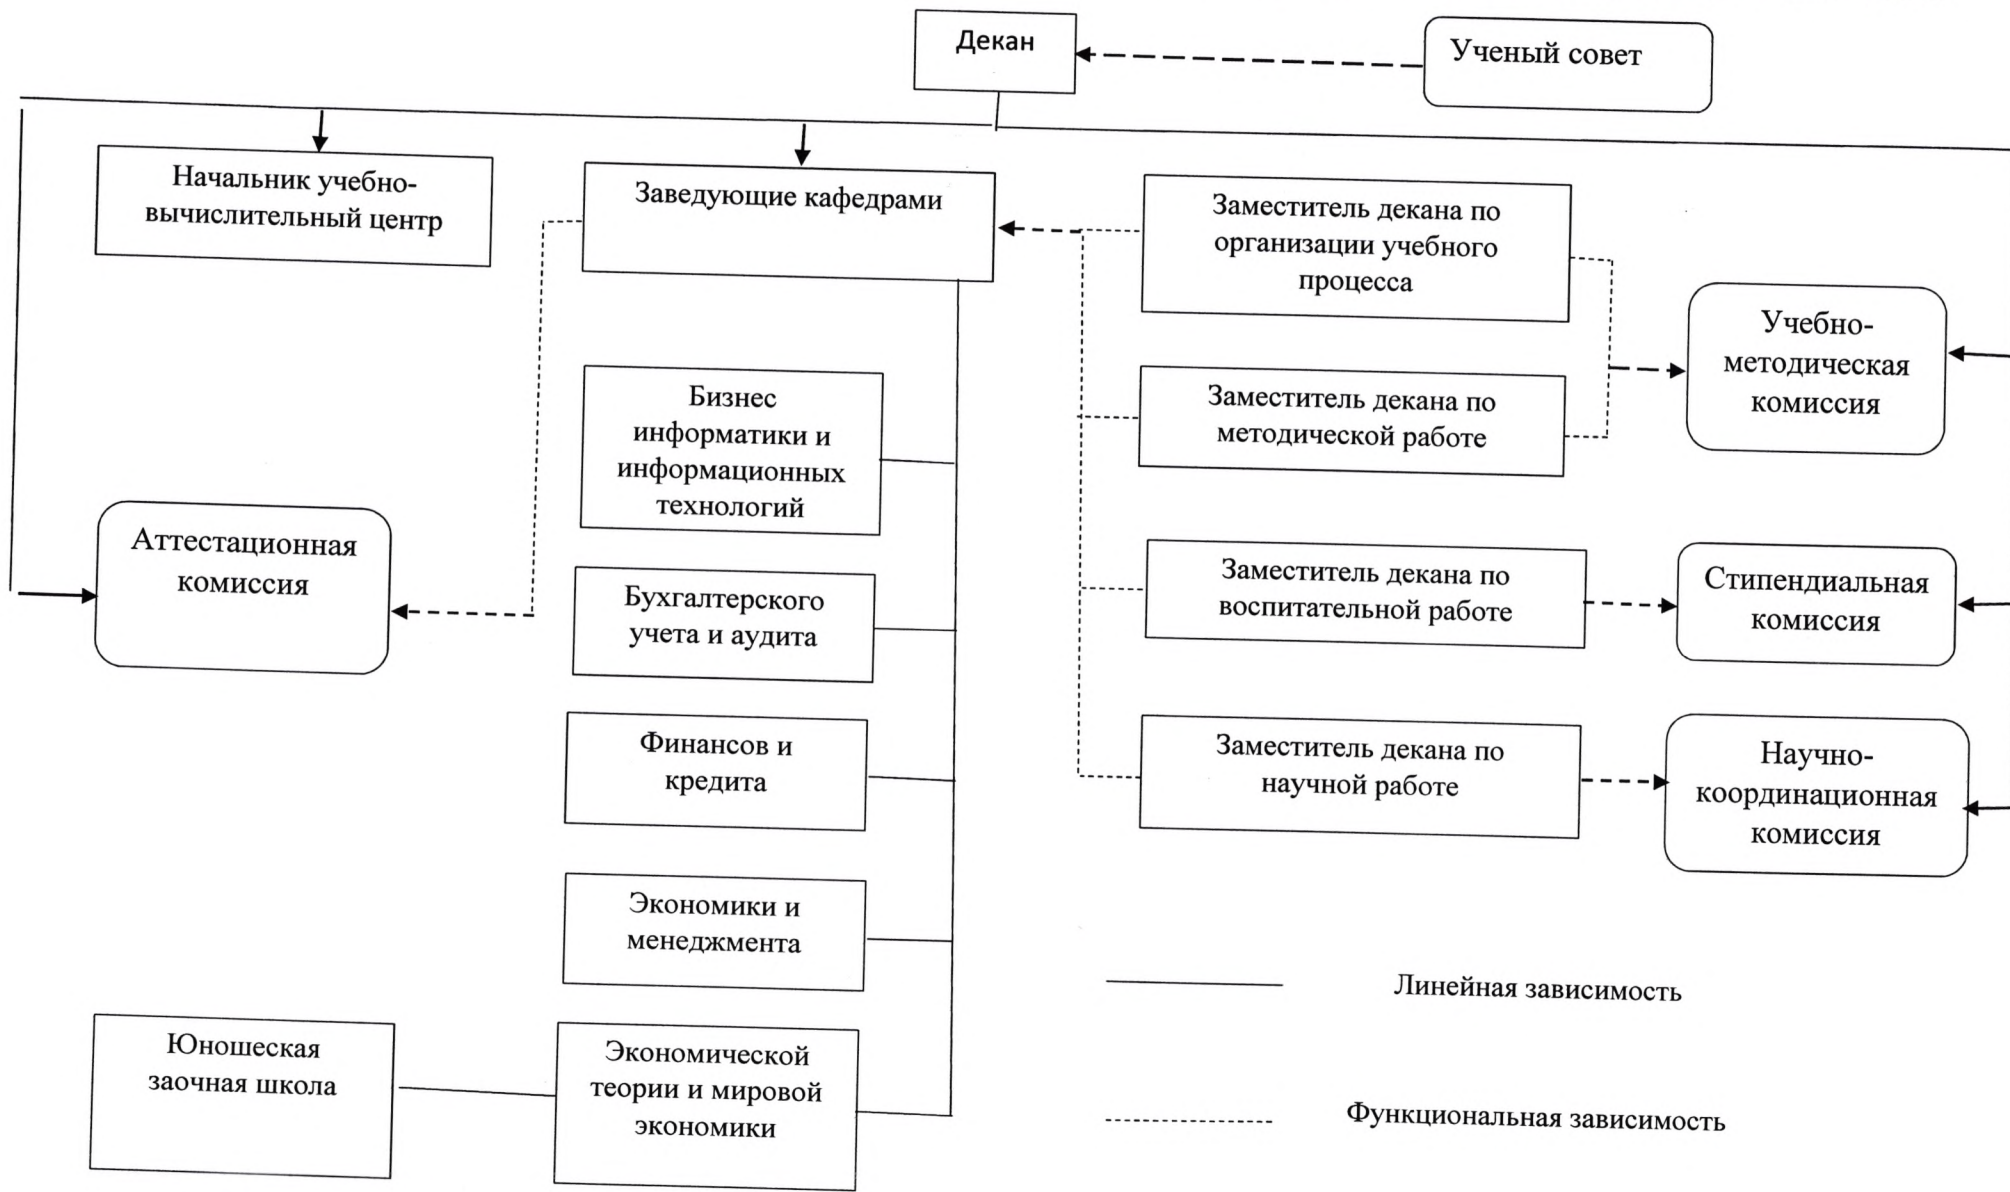 Декан
Ученый совет
Начальник учебно-
вычислительный центр
Заведующие кафедрами
Заместитель декана по
организации учебного
процесса
Учебно-
методическая
комиссия
Бизнес
информатики и
информационных
технологий
Заместитель декана по
методической работе
Аттестационная
комиссия
Бухгалтерского
учета и аудита
Заместитель декана по
воспитательной работе
Стипендиальная
комиссия
Финансов и
кредита
Заместитель декана по
научной работе
Научно-
координационная
комиссия
Экономики и
менеджмента
Линейная зависимость
Юношеская
заочная школа
Экономической
теории и мировой
экономики
Функциональная зависимость